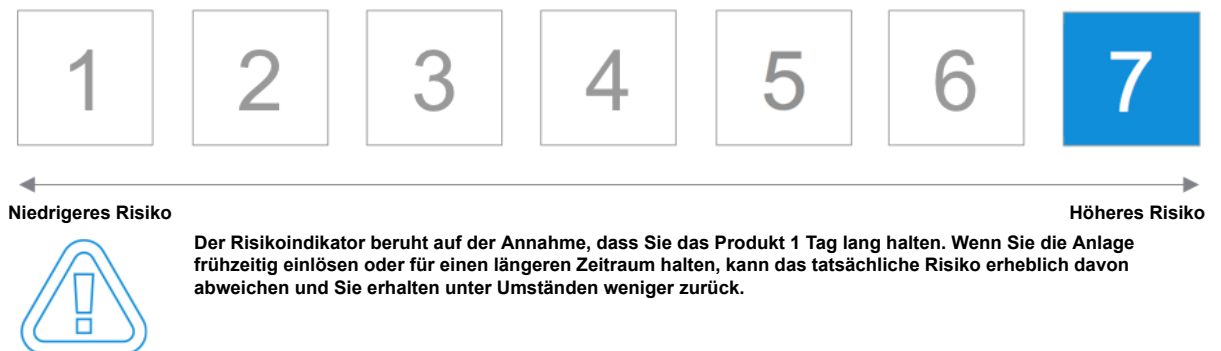 1 2 3 4 5 6 7
Niedrigeres Risiko Höheres Risiko
Der Risikoindikator beruht auf der Annahme, dass Sie das Produkt 1 Tag lang halten. Wenn Sie die Anlage
frühzeitig einlösen oder für einen längeren Zeitraum halten, kann das tatsächliche Risiko erheblich davon
abweichen und Sie erhalten unter Umständen weniger zurück.